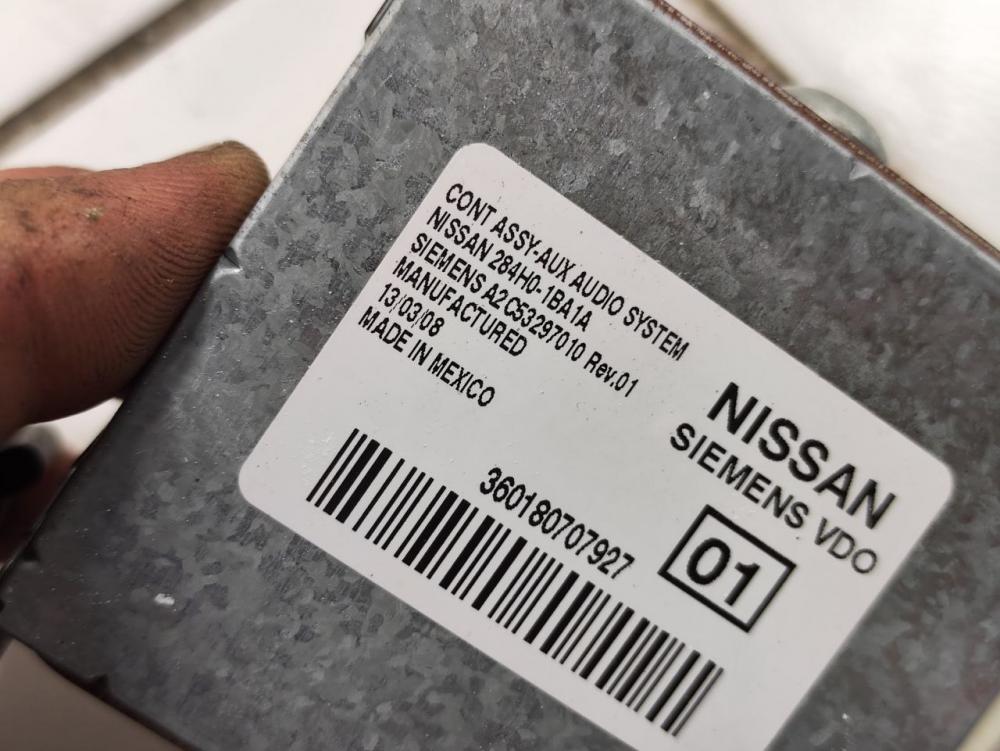 CONT ASSY-AUX AUDIO SYSTEM
NISSAN 284H0-1BA1A
SIEMENS A2C53297010 Rev.01
MANUFACTURED
13/03/08
MADE IN MEXICO
NISSAN
SIEMENS VDO
01
360180707927